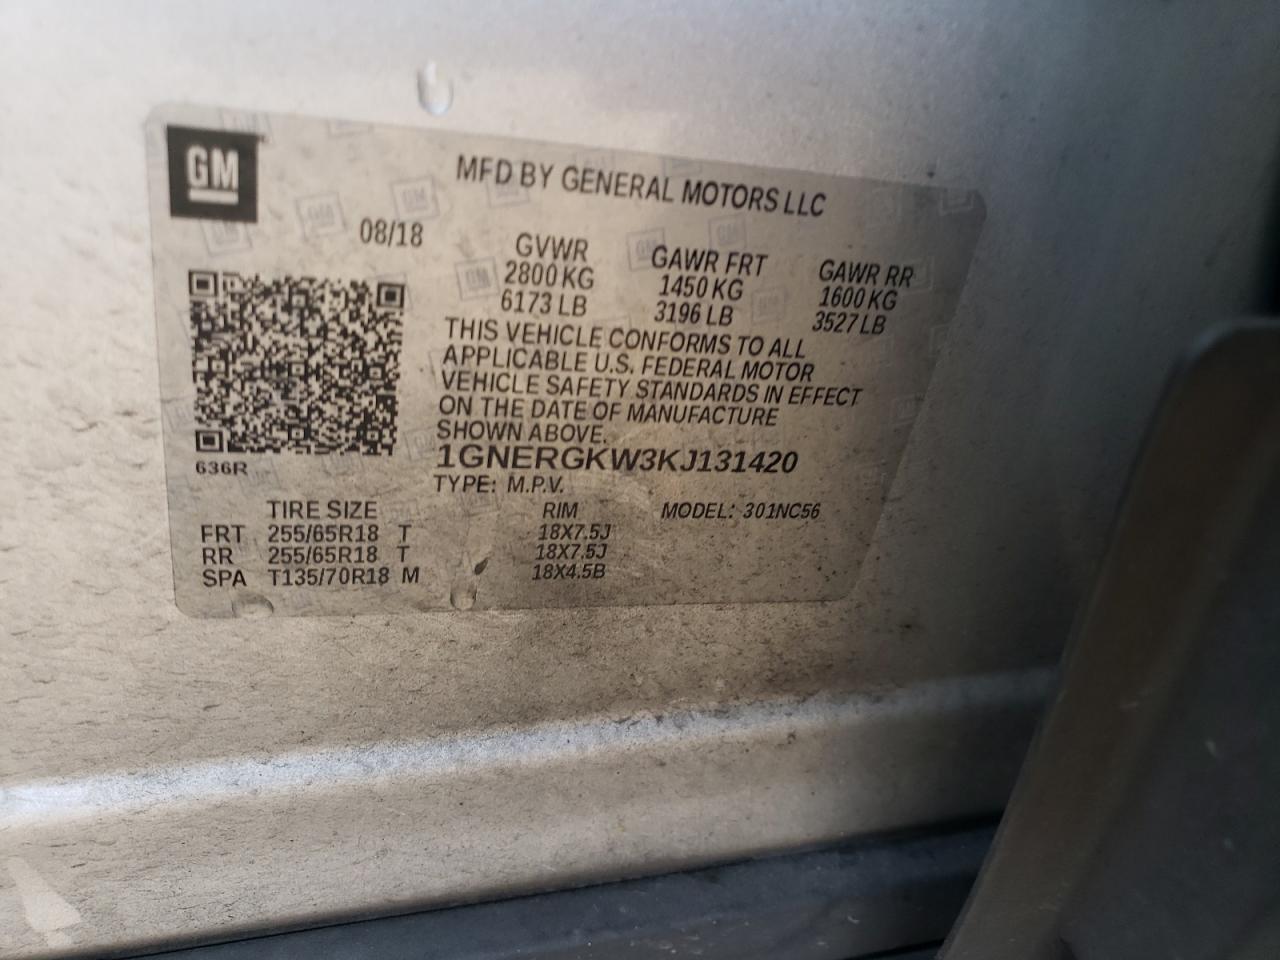 GM
MFD BY GENERAL MOTORS LLC
08/18
GVWR GAWR FRT GAWR RR
2800 KG 1450 KG 1600 KG
6173 LB 3196 LB 3527 LB
THIS VEHICLE CONFORMS TO ALL
APPLICABLE U.S. FEDERAL MOTOR
VEHICLE SAFETY STANDARDS IN EFFECT
ON THE DATE OF MANUFACTURE
SHOWN ABOVE.
636R
1GNERGKW3KJ131420
TYPE: M.P.V.
TIRE SIZE RIM MODEL: 301NC56
FRT 255/65R18 T 18X7.5J
RR 255/65R18 T 18X7.5J
SPA T135/70R18 M 18X4.5B